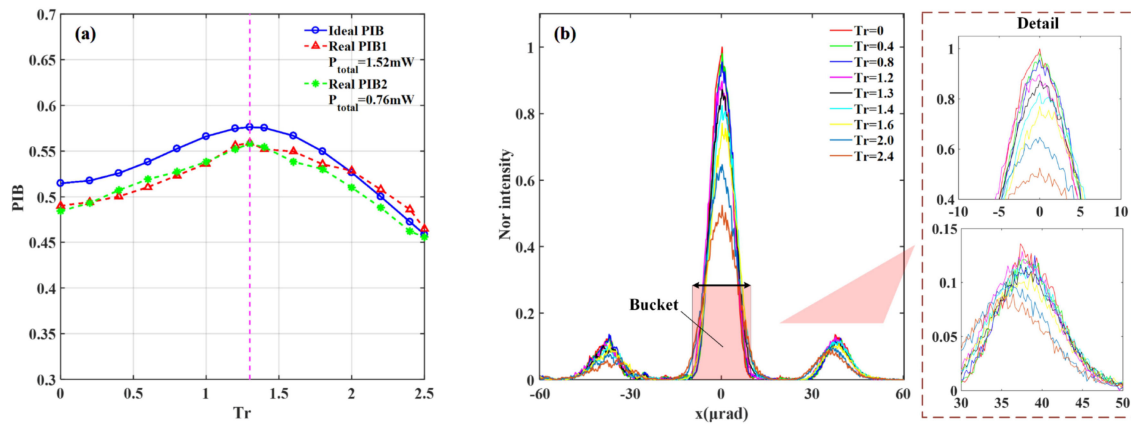 (a)
Ideal PIB
Real PIB1
P_total=1.52mW
Real PIB2
P_total=0.76mW
0.7
0.65
0.6
0.55
0.5
0.45
0.4
0.35
0.3
PIB
0
0.5
1
1.5
2
2.5
Tr
(b)
Tr=0
Tr=0.4
Tr=0.8
Tr=1.2
Tr=1.3
Tr=1.4
Tr=1.6
Tr=2.0
Tr=2.4
Bucket
1
0.8
0.6
0.4
0.2
0
Nor intensity
-60
-30
0
30
60
x(μrad)
Detail
1
0.8
0.6
0.4
-10
-5
0
5
10
0.15
0.1
0.05
0
30
35
40
45
50